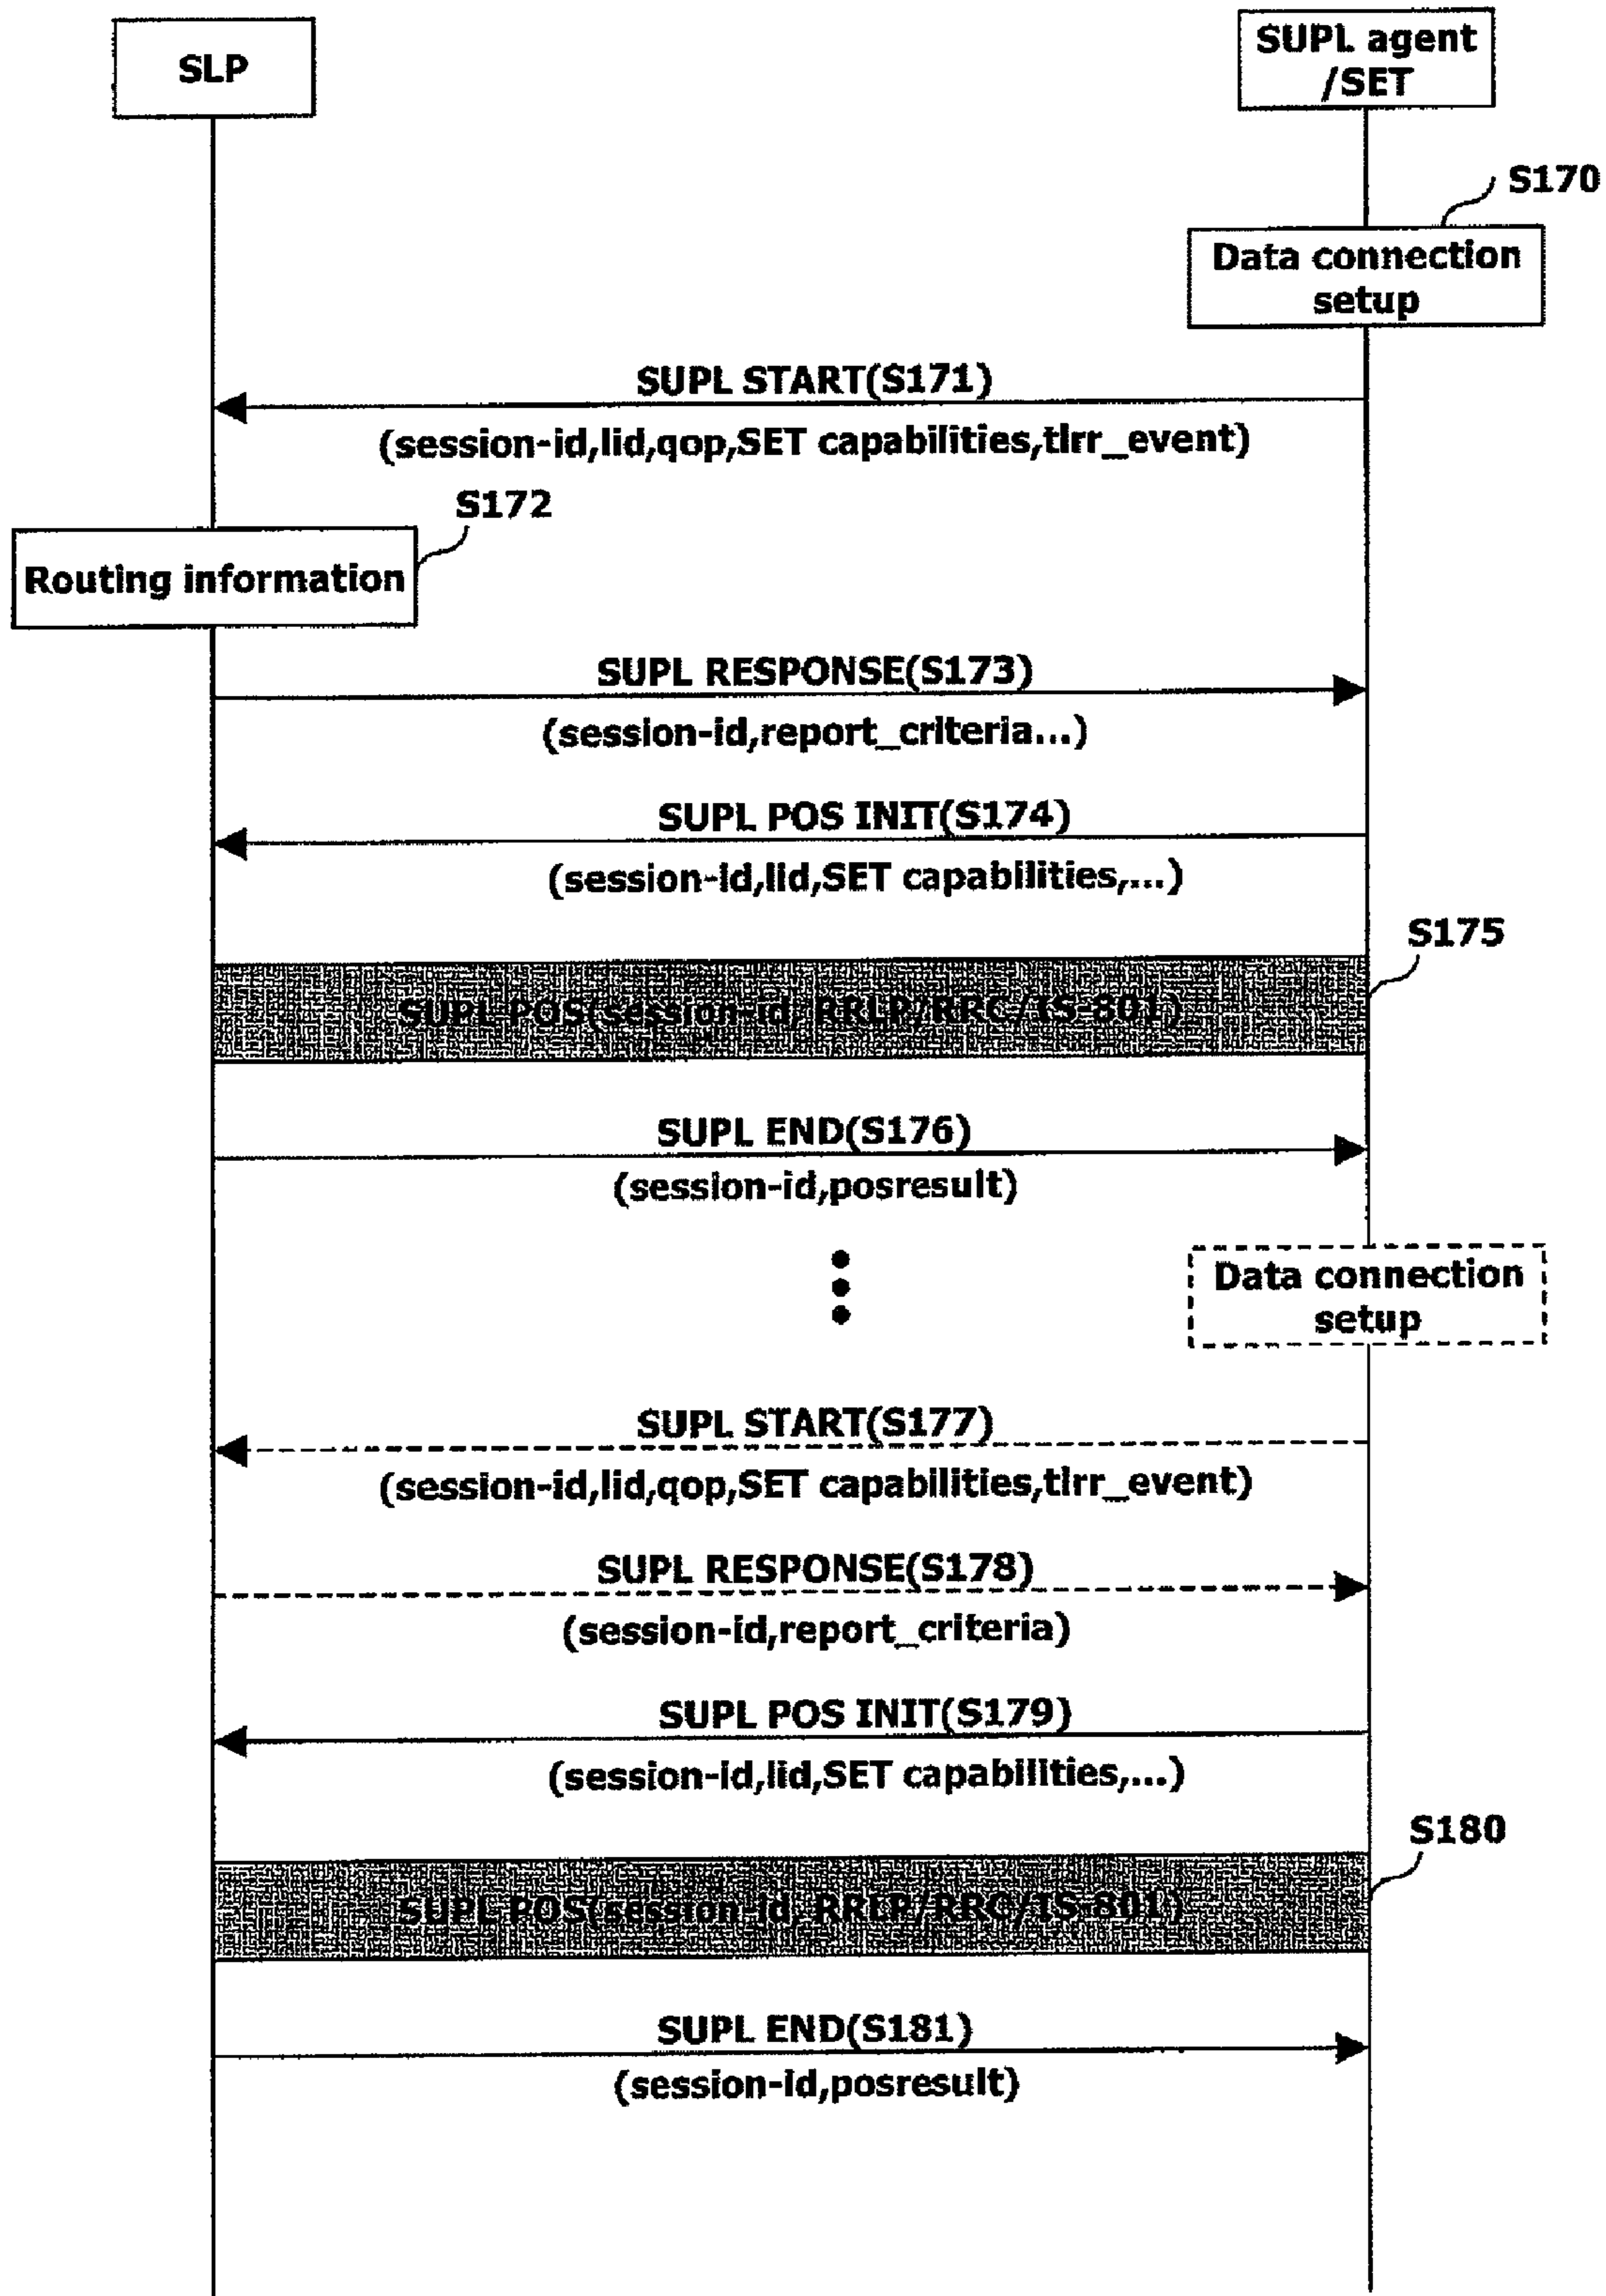 SLP
SUPL agent
/SET
S170
Data connection
setup
SUPL START(S171)
(session-id,lid,qop,SET capabilities,tlrr_event)
S172
Routing information
SUPL RESPONSE(S173)
(session-id,report_criteria...)
SUPL POS INIT(S174)
(session-id,lid,SET capabilities,...)
S175
SUPL POS(session-id, RRLP/RRC/IS-801)
SUPL END(S176)
(session-id,posresult)
Data connection
setup
SUPL START(S177)
(session-id,lid,qop,SET capabilities,tlrr_event)
SUPL RESPONSE(S178)
(session-id,report_criteria)
SUPL POS INIT(S179)
(session-id,lid,SET capabilities,...)
S180
SUPL POS(session-id, RRLP/RRC/IS-801)
SUPL END(S181)
(session-id,posresult)